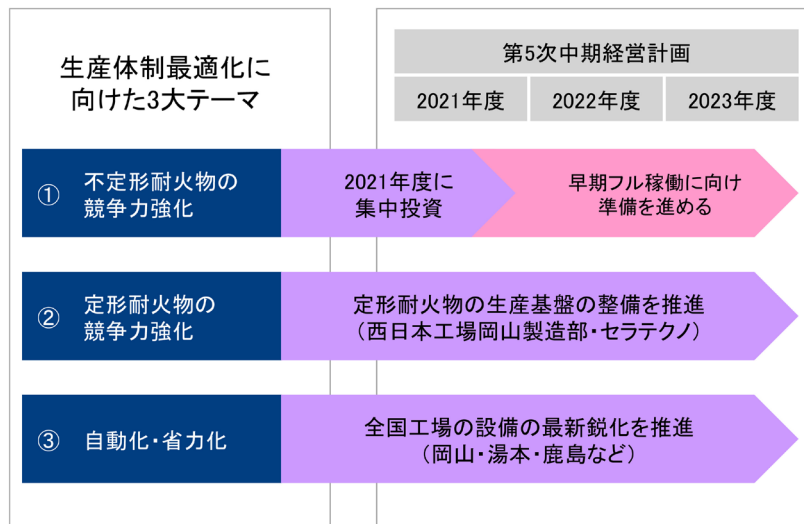 生産体制最適化に
向けた3大テーマ
第5次中期経営計画
2021年度 2022年度 2023年度
① 不定形耐火物の
競争力強化
2021年度に
集中投資
早期フル稼働に向け
準備を進める
② 定形耐火物の
競争力強化
定形耐火物の生産基盤の整備を推進
（西日本工場岡山製造部・セラテクノ）
③ 自動化・省力化
全国工場の設備の最新鋭化を推進
（岡山・湯本・鹿島など）